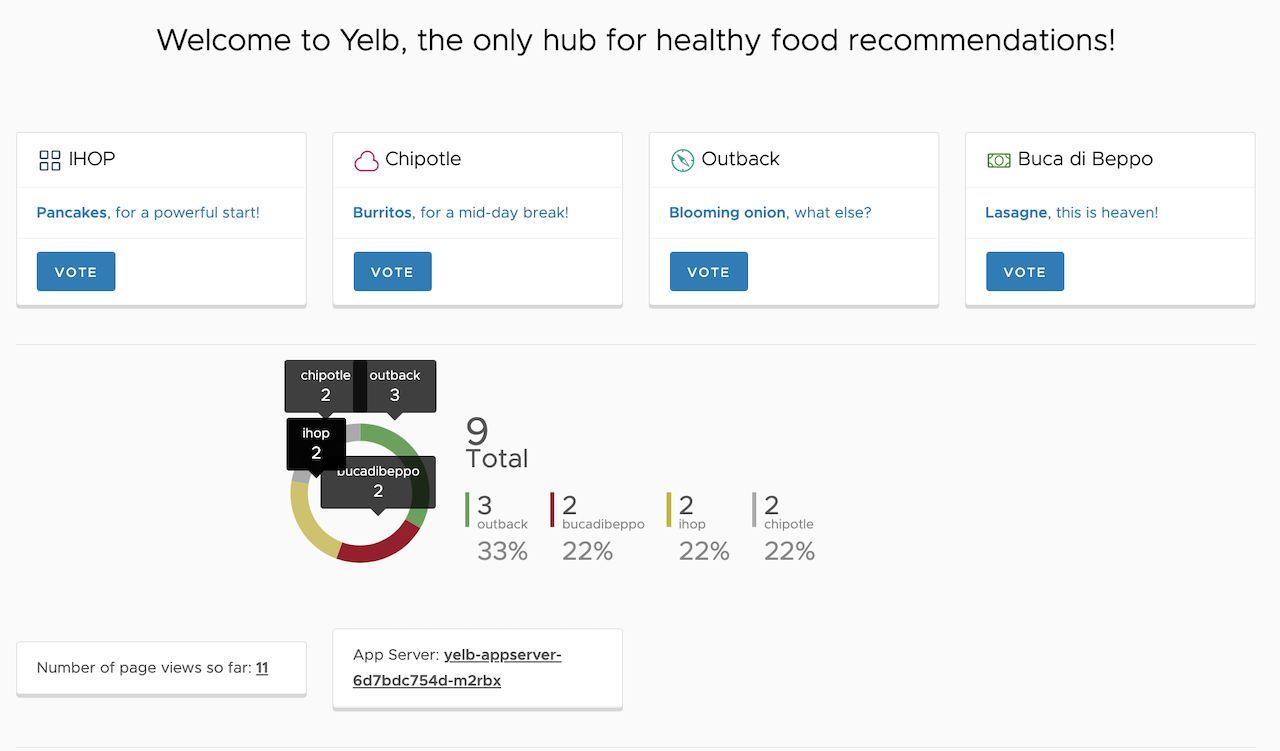 Welcome to Yelb, the only hub for healthy food recommendations!
IHOP
Pancakes, for a powerful start!
VOTE
Chipotle
Burritos, for a mid-day break!
VOTE
Outback
Blooming onion, what else?
VOTE
Buca di Beppo
Lasagne, this is heaven!
VOTE
chipotle
2
outback
3
ihop
2
bucadibeppo
2
9
Total
3
outback
33%
2
bucadibeppo
22%
2
ihop
22%
2
chipotle
22%
Number of page views so far: 11
App Server: yelb-appserver-
6d7bdc754d-m2rbx